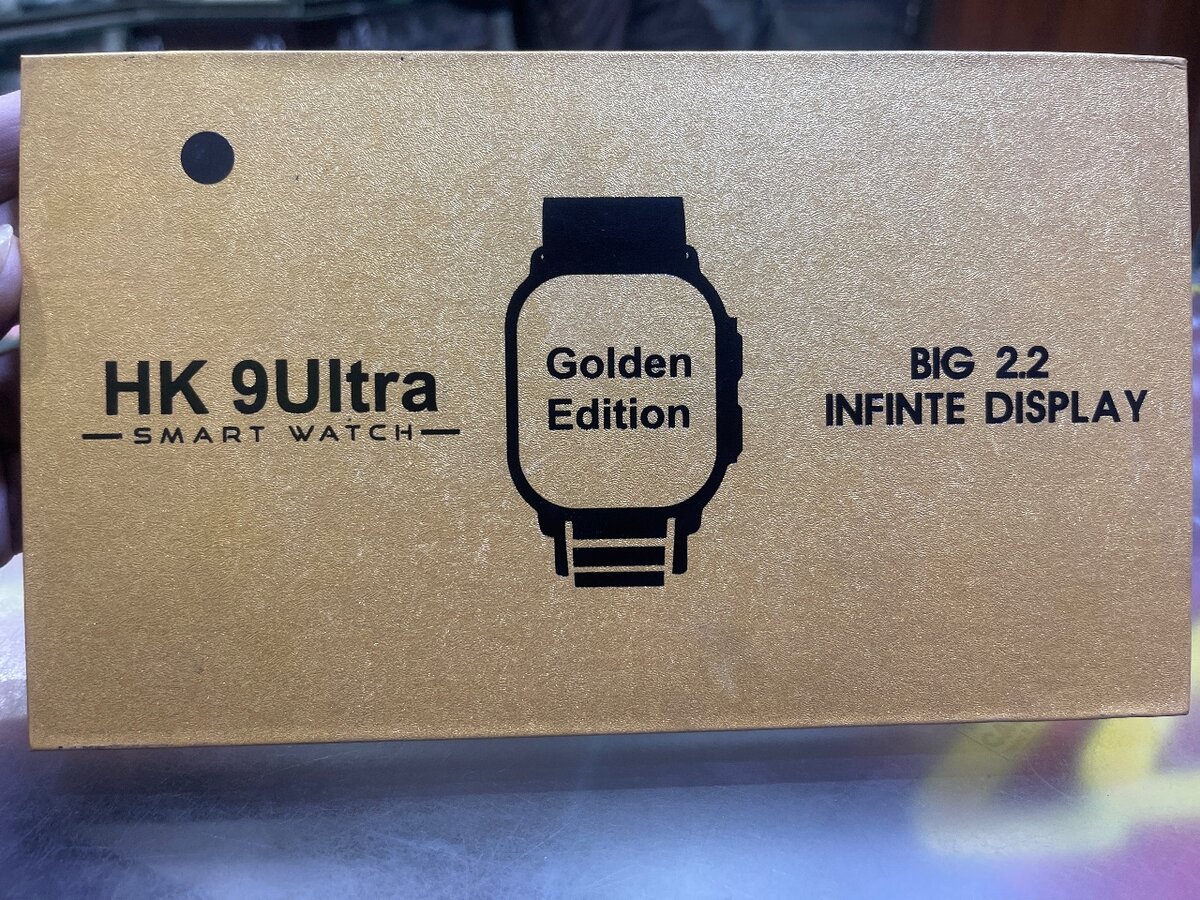 HK 9Ultra
SMART WATCH
Golden
Edition
BIG 2.2
INFINTE DISPLAY